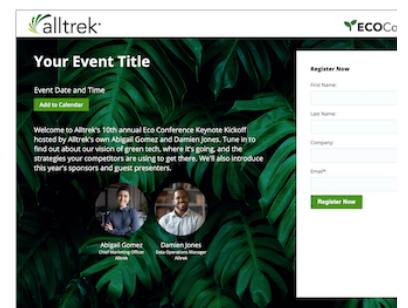 alltrek
ECOCo
Your Event Title
Event Date and Time
Add to Calendar
Welcome to Alltrek's 10th annual Eco Conference Keynote Kickoff
hosted by Alltrek's own Abigail Gomez and Damien Jones. Tune in to
find out about our vision of green tech, where it's going, and the
strategies your competitors are using to get there. We'll also introduce
this year's sponsors and guest presenters.
Abigail Gomez
Chief Marketing Officer
Alltrek
Damien Jones
Data Operations Manager
Alltrek
Register Now
First Name:
Last Name:
Company:
Email*:
Register Now